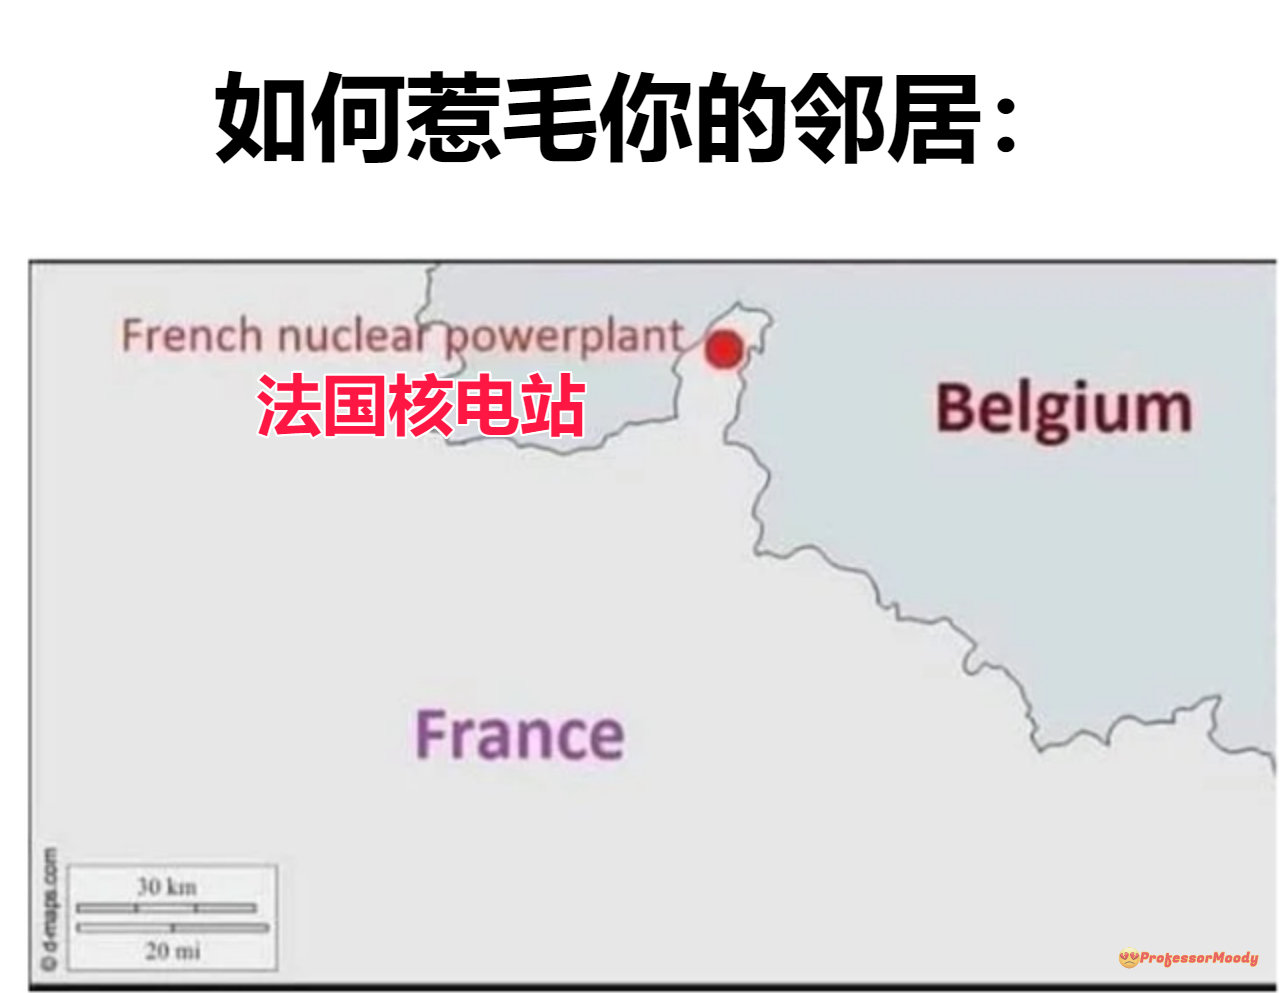 如何惹毛你的邻居：
French nuclear powerplant
法国核电站
Belgium
France
30 km
20 mi
© d-maps.com
ProfessorMoody